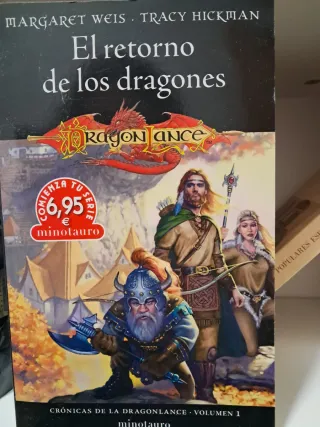 MARGARET WEIS · TRACY HICKMAN
El retorno
de los dragones
DRAGONLANCE
COMIENZA TU SERIE
6,95
€
minotauro
CRÓNICAS DE LA DRAGONLANCE · VOLUMEN 1
minotauro
POPULARES